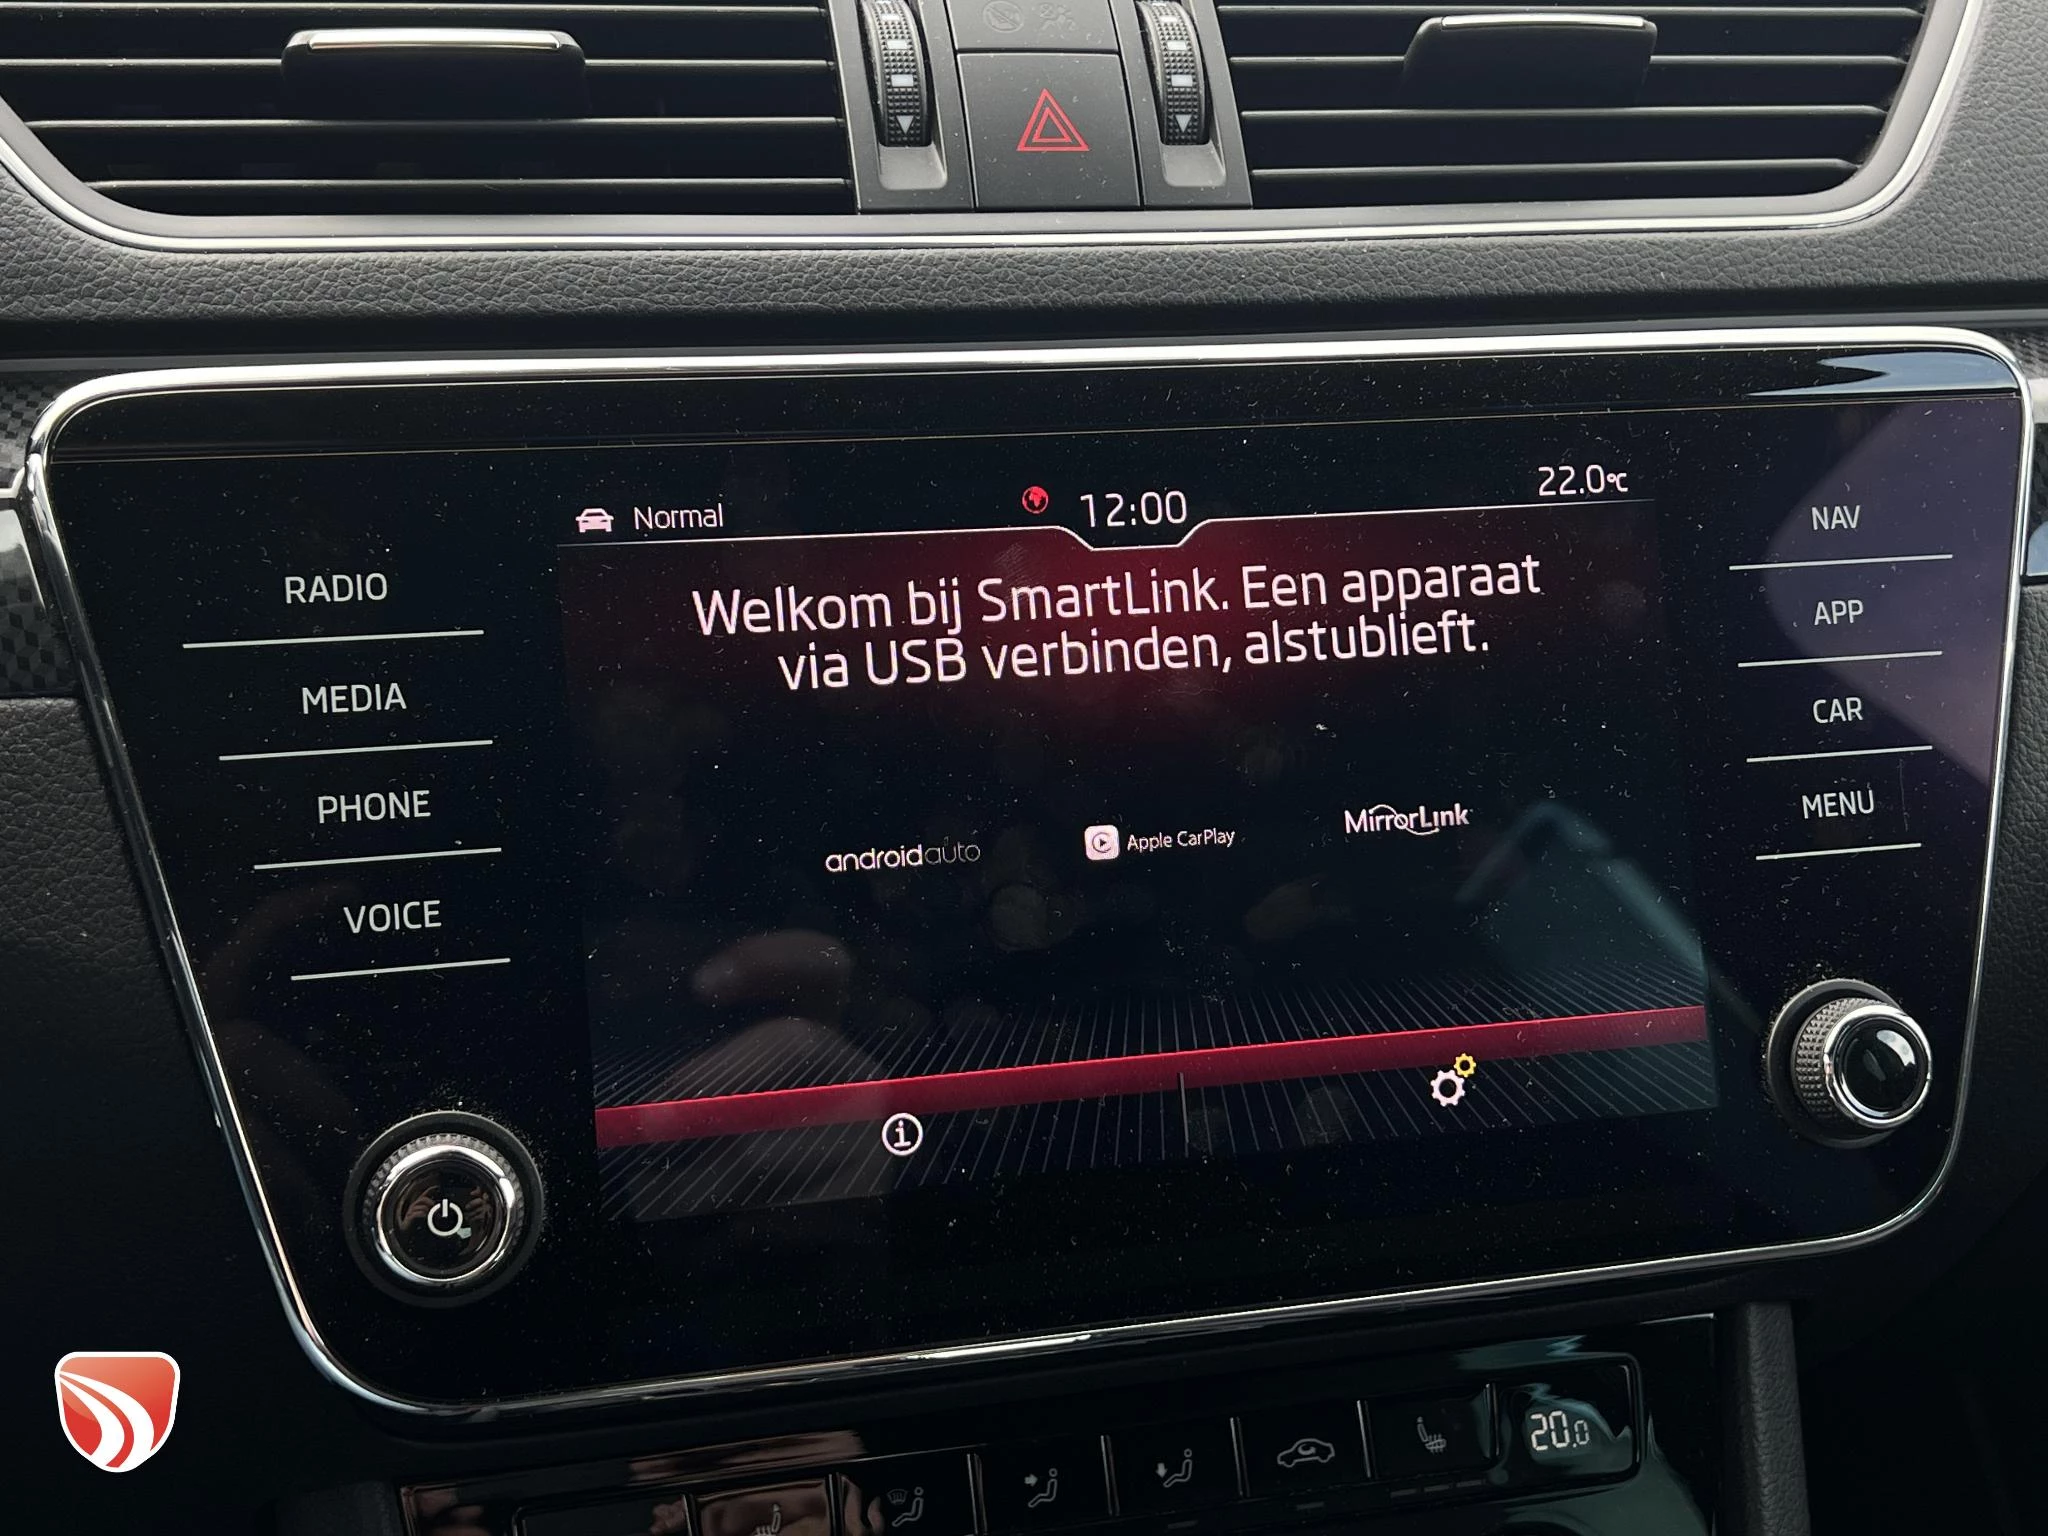 Normal
12:00
22.0°C
Welkom bij SmartLink. Een apparaat
via USB verbinden, alstublieft.
androidauto
Apple CarPlay
MirrorLink
RADIO
MEDIA
PHONE
VOICE
NAV
APP
CAR
MENU
20.0